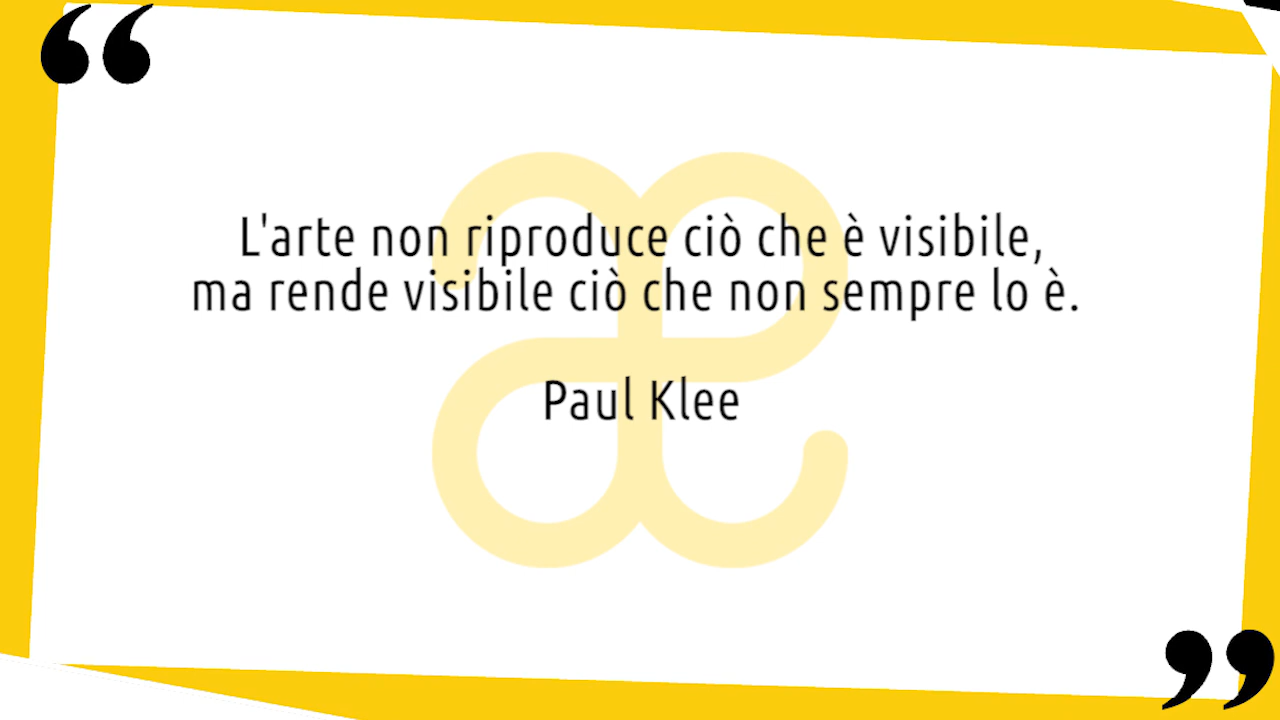 “
L'arte non riproduce ciò che è visibile,
ma rende visibile ciò che non sempre lo è.
Paul Klee
”